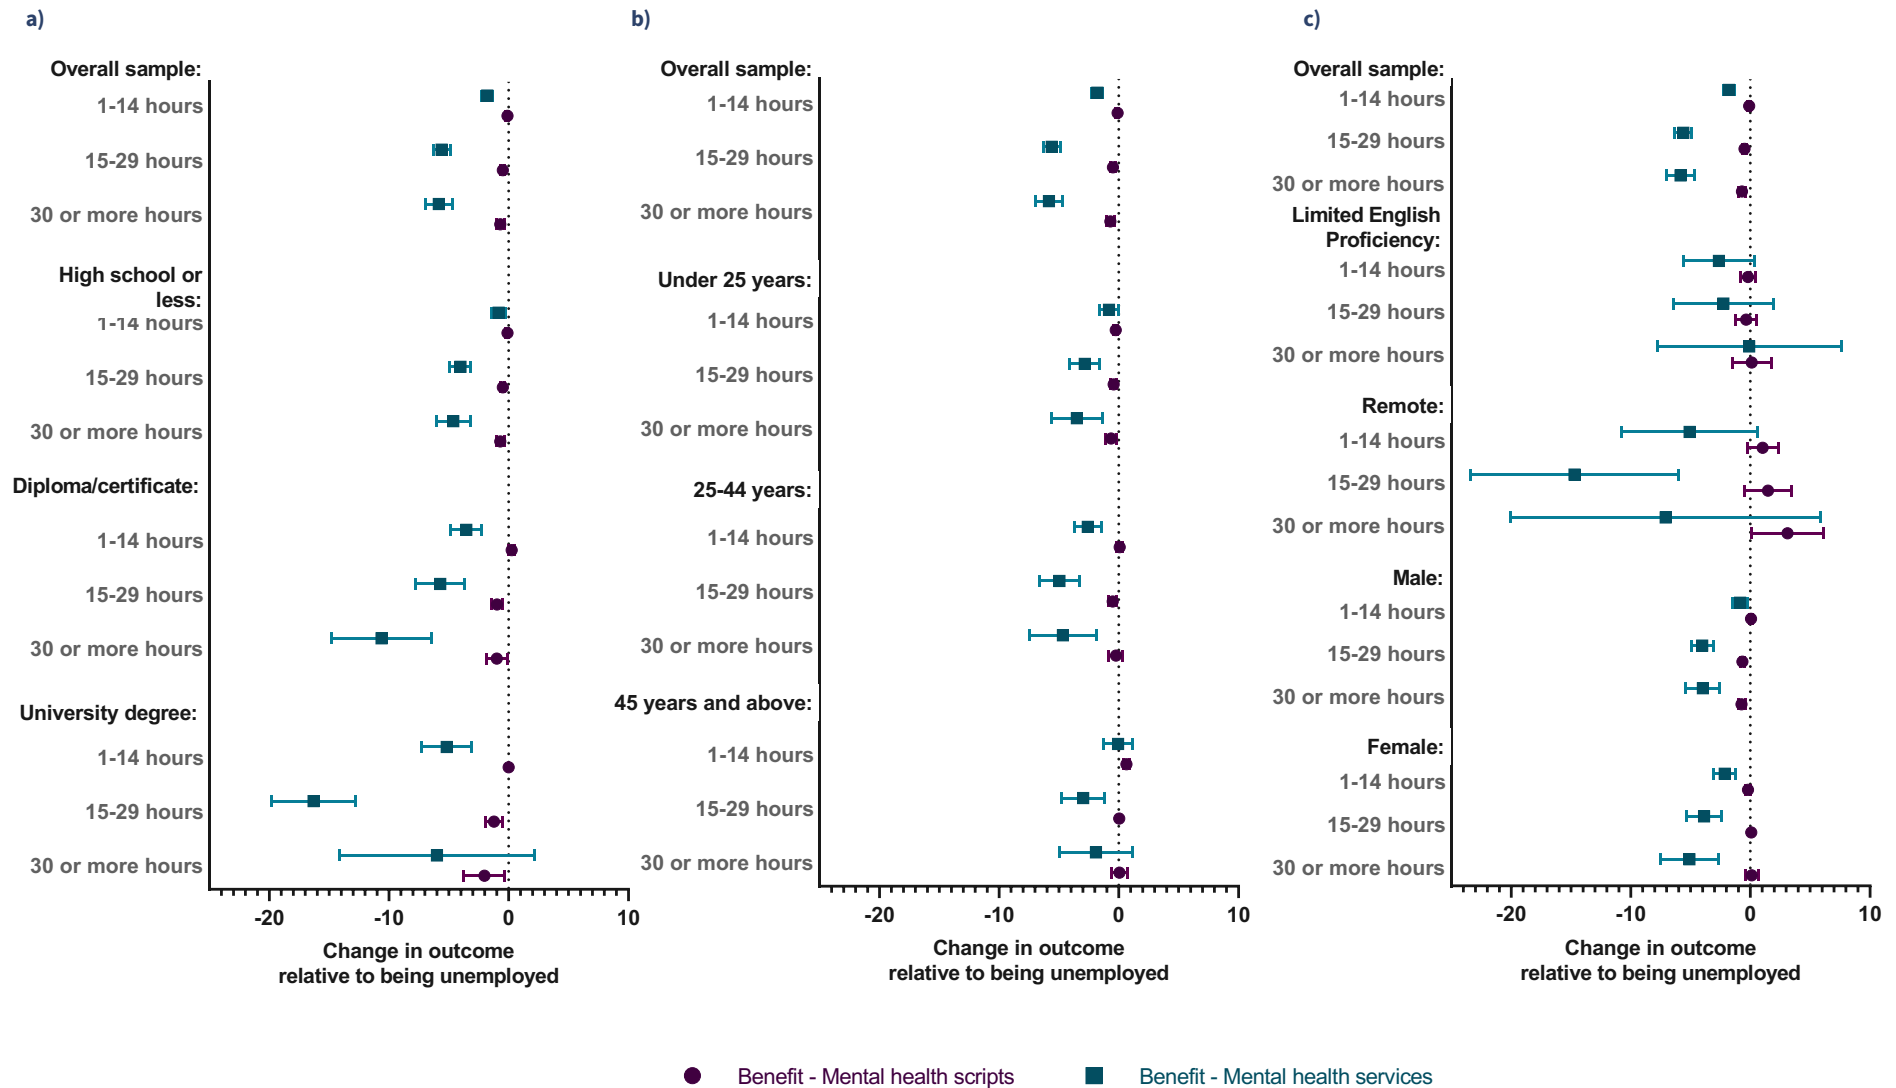 a)
Overall sample:
1-14 hours
15-29 hours
30 or more hours
High school or
less:
1-14 hours
15-29 hours
30 or more hours
Diploma/certificate:
1-14 hours
15-29 hours
30 or more hours
University degree:
1-14 hours
15-29 hours
30 or more hours
-20 -10 0 10
Change in outcome
relative to being unemployed
b)
Overall sample:
1-14 hours
15-29 hours
30 or more hours
Under 25 years:
1-14 hours
15-29 hours
30 or more hours
25-44 years:
1-14 hours
15-29 hours
30 or more hours
45 years and above:
1-14 hours
15-29 hours
30 or more hours
-20 -10 0 10
Change in outcome
relative to being unemployed
c)
Overall sample:
1-14 hours
15-29 hours
30 or more hours
Limited English
Proficiency:
1-14 hours
15-29 hours
30 or more hours
Remote:
1-14 hours
15-29 hours
30 or more hours
Male:
1-14 hours
15-29 hours
30 or more hours
Female:
1-14 hours
15-29 hours
30 or more hours
-20 -10 0 10
Change in outcome
relative to being unemployed
Benefit - Mental health scripts
Benefit - Mental health services